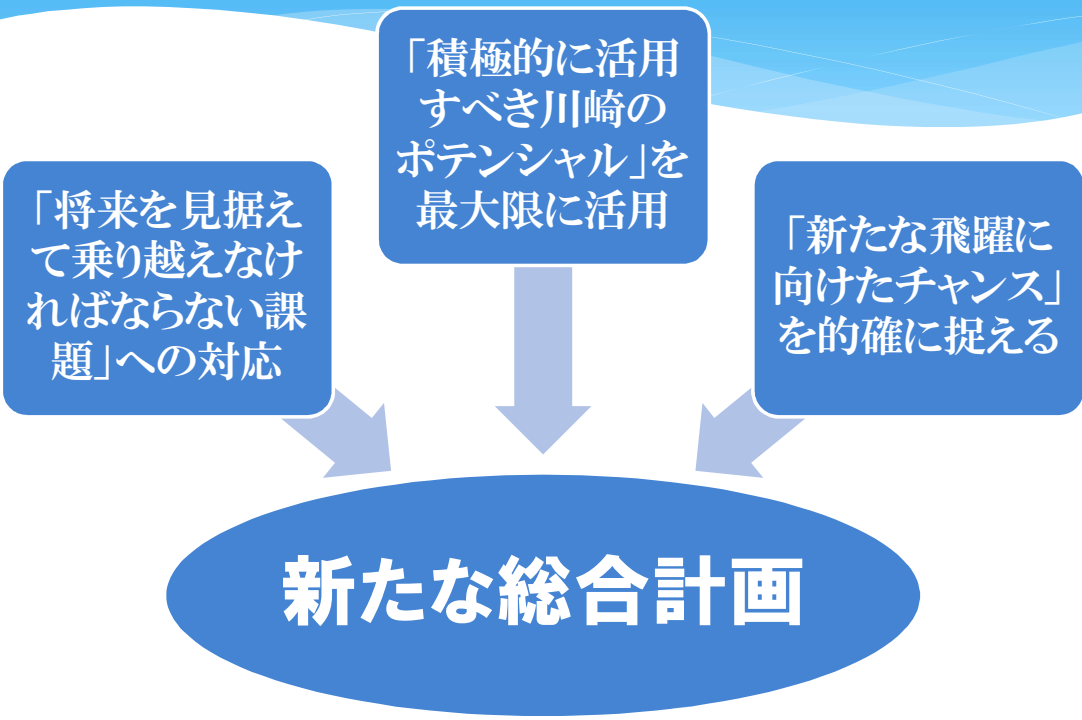 「積極的に活用
すべき川崎の
ポテンシャル」を
最大限に活用
「将来を見据え
て乗り越えなけ
ればならない課
題」への対応
「新たな飛躍に
向けたチャンス」
を的確に捉える
新たな総合計画